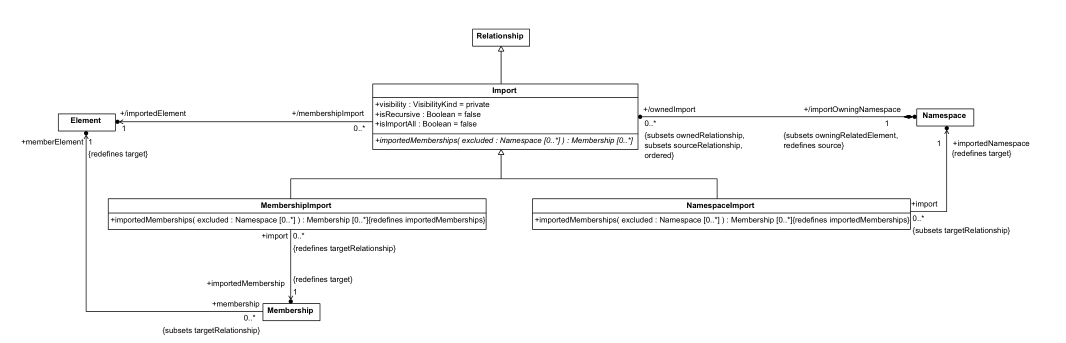 Relationship
Import
+visibility : VisibilityKind = private
+isRecursive : Boolean = false
+isImportAll : Boolean = false
+importedMemberships( excluded : Namespace [0..*] ) : Membership [0..*]
+/importedElement
+/membershipImport
Element
1
0..*
+/ownedImport
+/importOwningNamespace
Namespace
0..*
1
{subsets ownedRelationship,
subsets sourceRelationship,
ordered}
{subsets owningRelatedElement,
redefines source}
+memberElement
1
{redefines target}
1
+importedNamespace
{redefines target}
MembershipImport
+importedMemberships( excluded : Namespace [0..*] ) : Membership [0..*]{redefines importedMemberships}
NamespaceImport
+importedMemberships( excluded : Namespace [0..*] ) : Membership [0..*]{redefines importedMemberships}
+import
0..*
{subsets targetRelationship}
+import
0..*
{redefines targetRelationship}
+importedMembership
{redefines target}
1
+membership
0..*
Membership
{subsets targetRelationship}